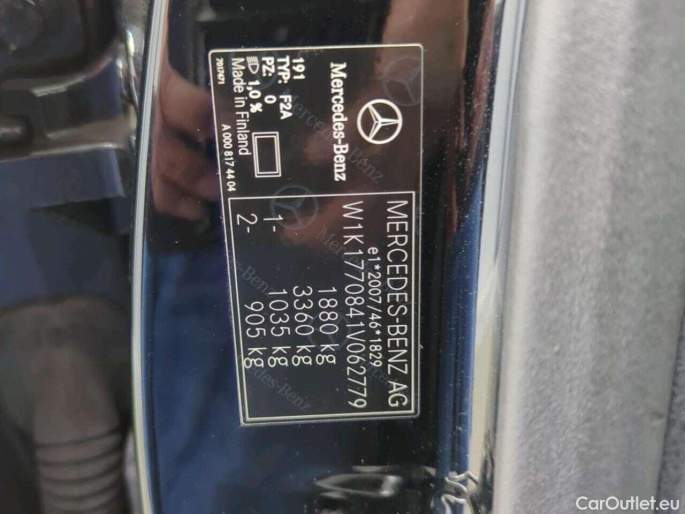 MERCEDES-BENZ AG
e1*2007/46*1829
W1K1770841V062779
1880 kg
3360 kg
1- 1035 kg
2- 905 kg
Mercedes-Benz
191
TYP: F2A
PZ: 0
1,0 %
Made in Finland
7017471
A 000 817 44 04
CarOutlet.eu